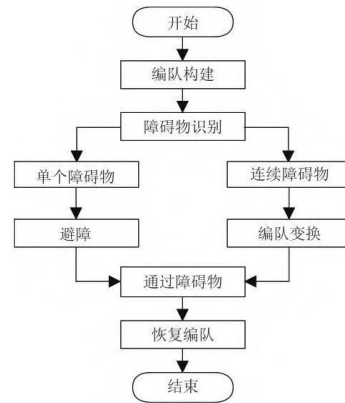 开始
编队构建
障碍物识别
单个障碍物
连续障碍物
避障
编队变换
通过障碍物
恢复编队
结束